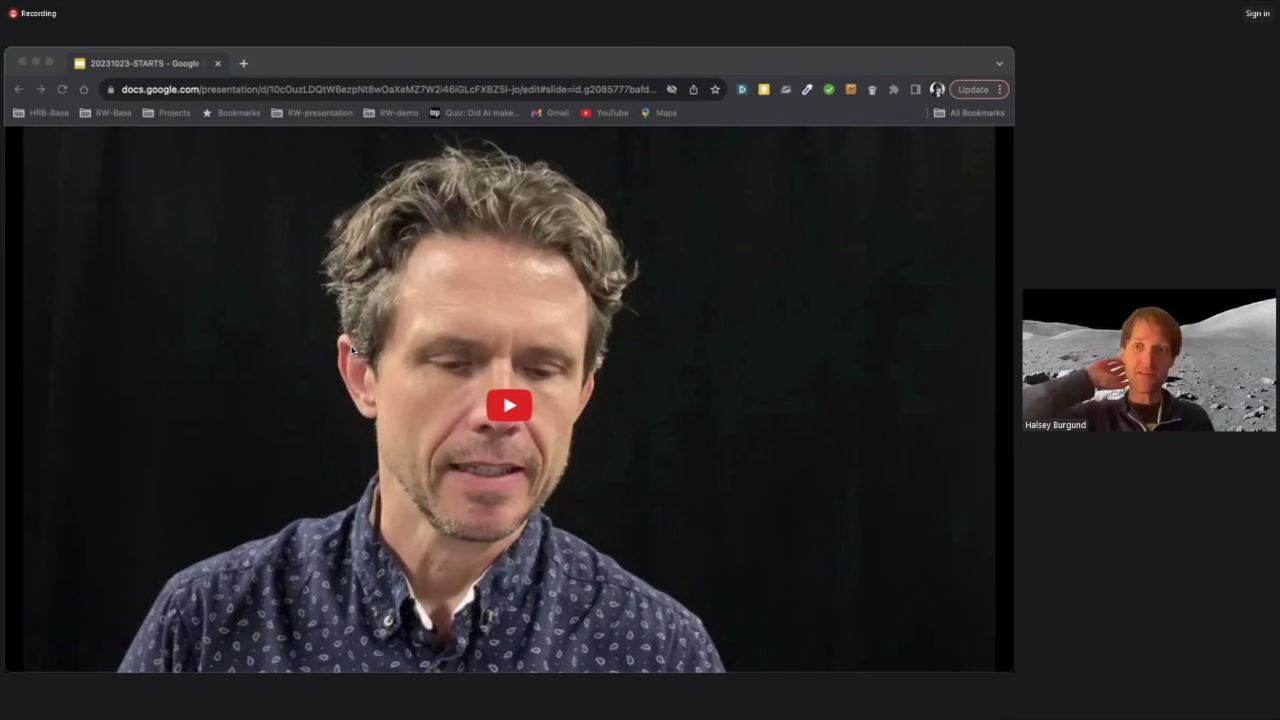 Recording
Sign in
20231023-STARTS - Google S
docs.google.com/presentation/d/10cOuzLDQtW6ezpNt8wOaXeMZ7W2i46iGLcFXBZ5l-jo/edit#slide=id.g2085777bafd...
Update
HRB-Base RW-Base Projects Bookmarks RW-presentation RW-demo Quiz: Did AI make... Gmail YouTube Maps All Bookmarks
Halsey Burgund